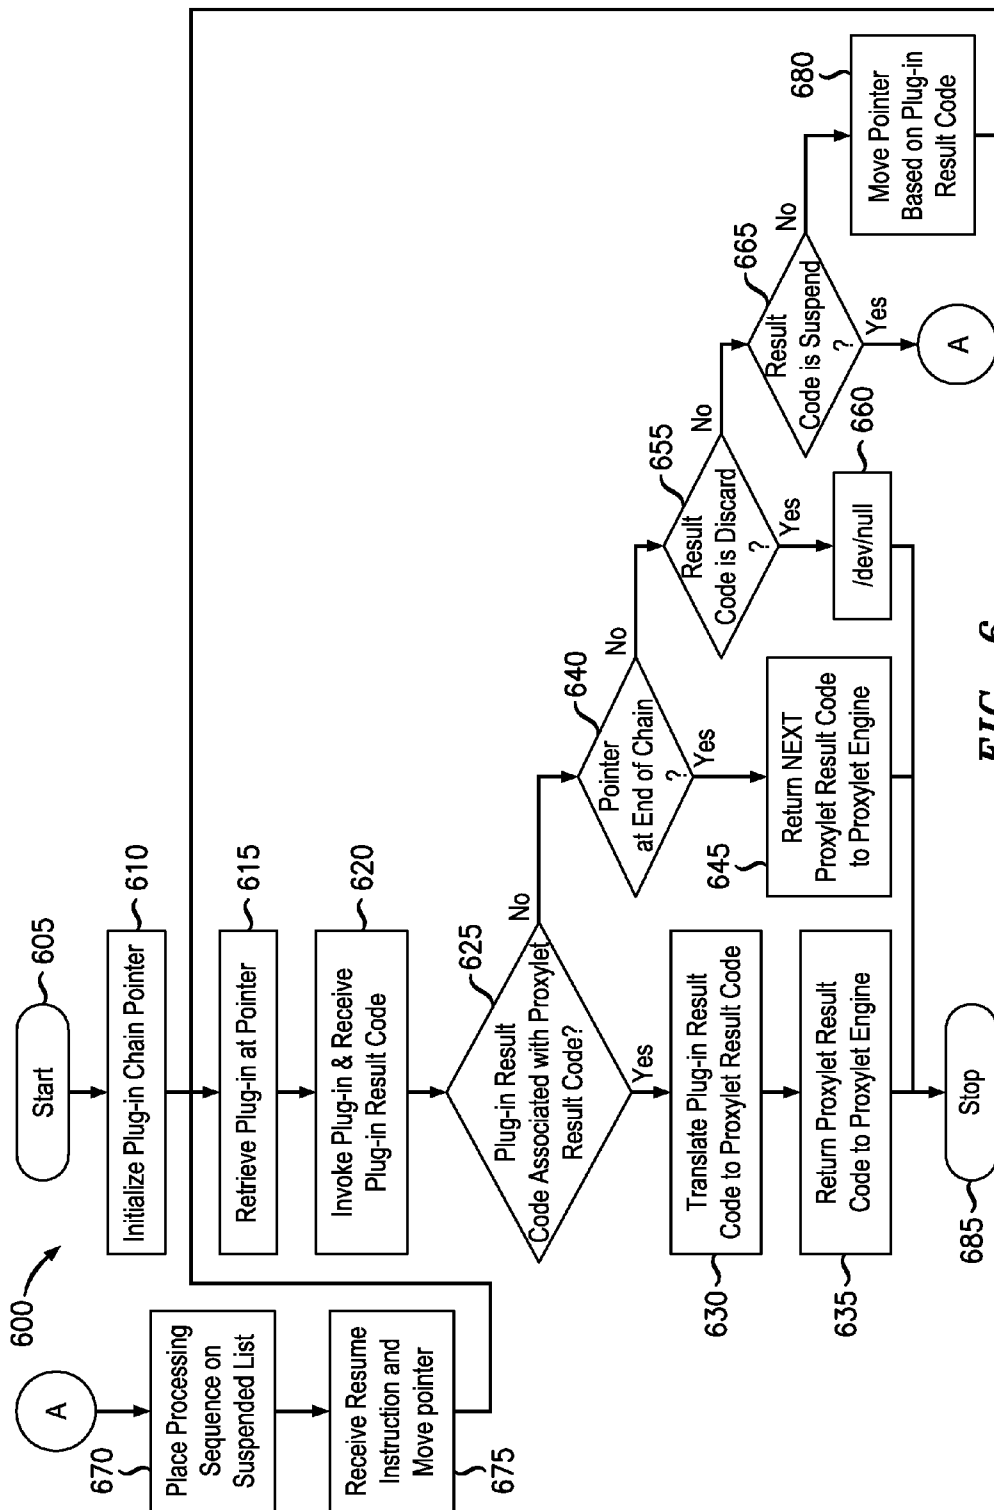 600
Start
605
Initialize Plug-in Chain Pointer
610
Retrieve Plug-in at Pointer
615
Invoke Plug-in & Receive
Plug-in Result Code
620
Plug-in Result
Code Associated with Proxylet
Result Code?
625
No
Yes
Translate Plug-in Result
Code to Proxylet Result Code
630
Return Proxylet Result
Code to Proxylet Engine
635
Stop
685
Pointer
at End of Chain
?
640
No
Yes
Return NEXT
Proxylet Result Code
to Proxylet Engine
645
Result
Code is Discard
?
655
No
Yes
/dev/null
660
Result
Code is Suspend
?
665
No
Yes
A
Move Pointer
Based on Plug-in
Result Code
680
A
Place Processing
Sequence on
Suspended List
670
Receive Resume
Instruction and
Move pointer
675